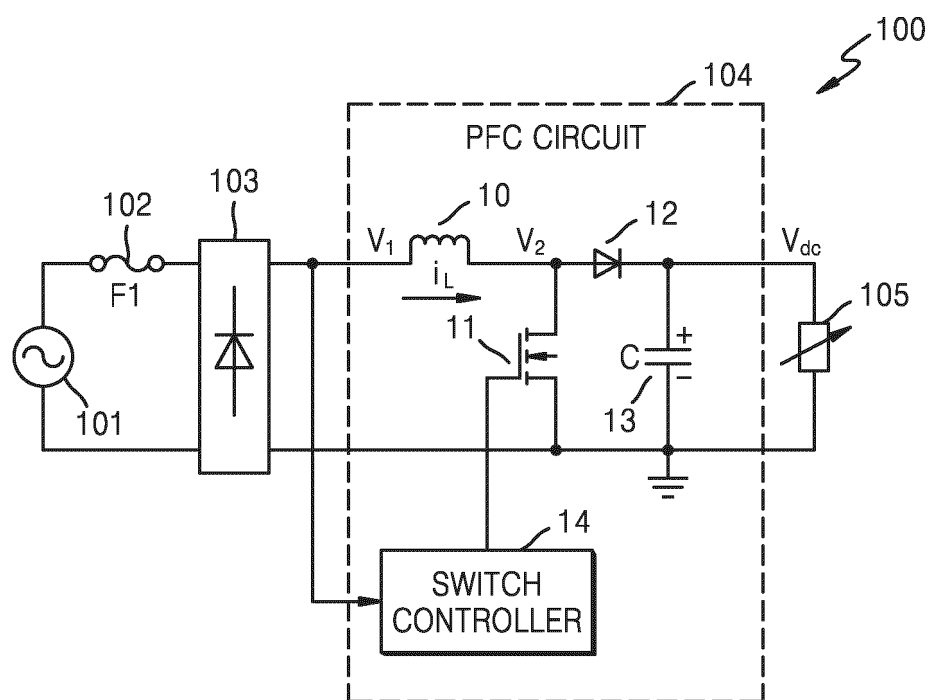 100
104
PFC CIRCUIT
103
102
10
12
V1
V2
Vdc
F1
iL
105
11
C
+
−
13
101
14
SWITCH
CONTROLLER